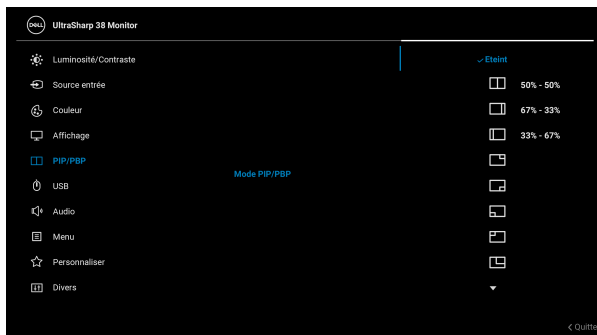 DELL UltraSharp 38 Monitor
Luminosité/Contraste
Eteint
Source entrée
50% - 50%
Couleur
67% - 33%
Affichage
33% - 67%
PIP/PBP
Mode PIP/PBP
USB
Audio
Menu
Personnaliser
Divers
Quitte